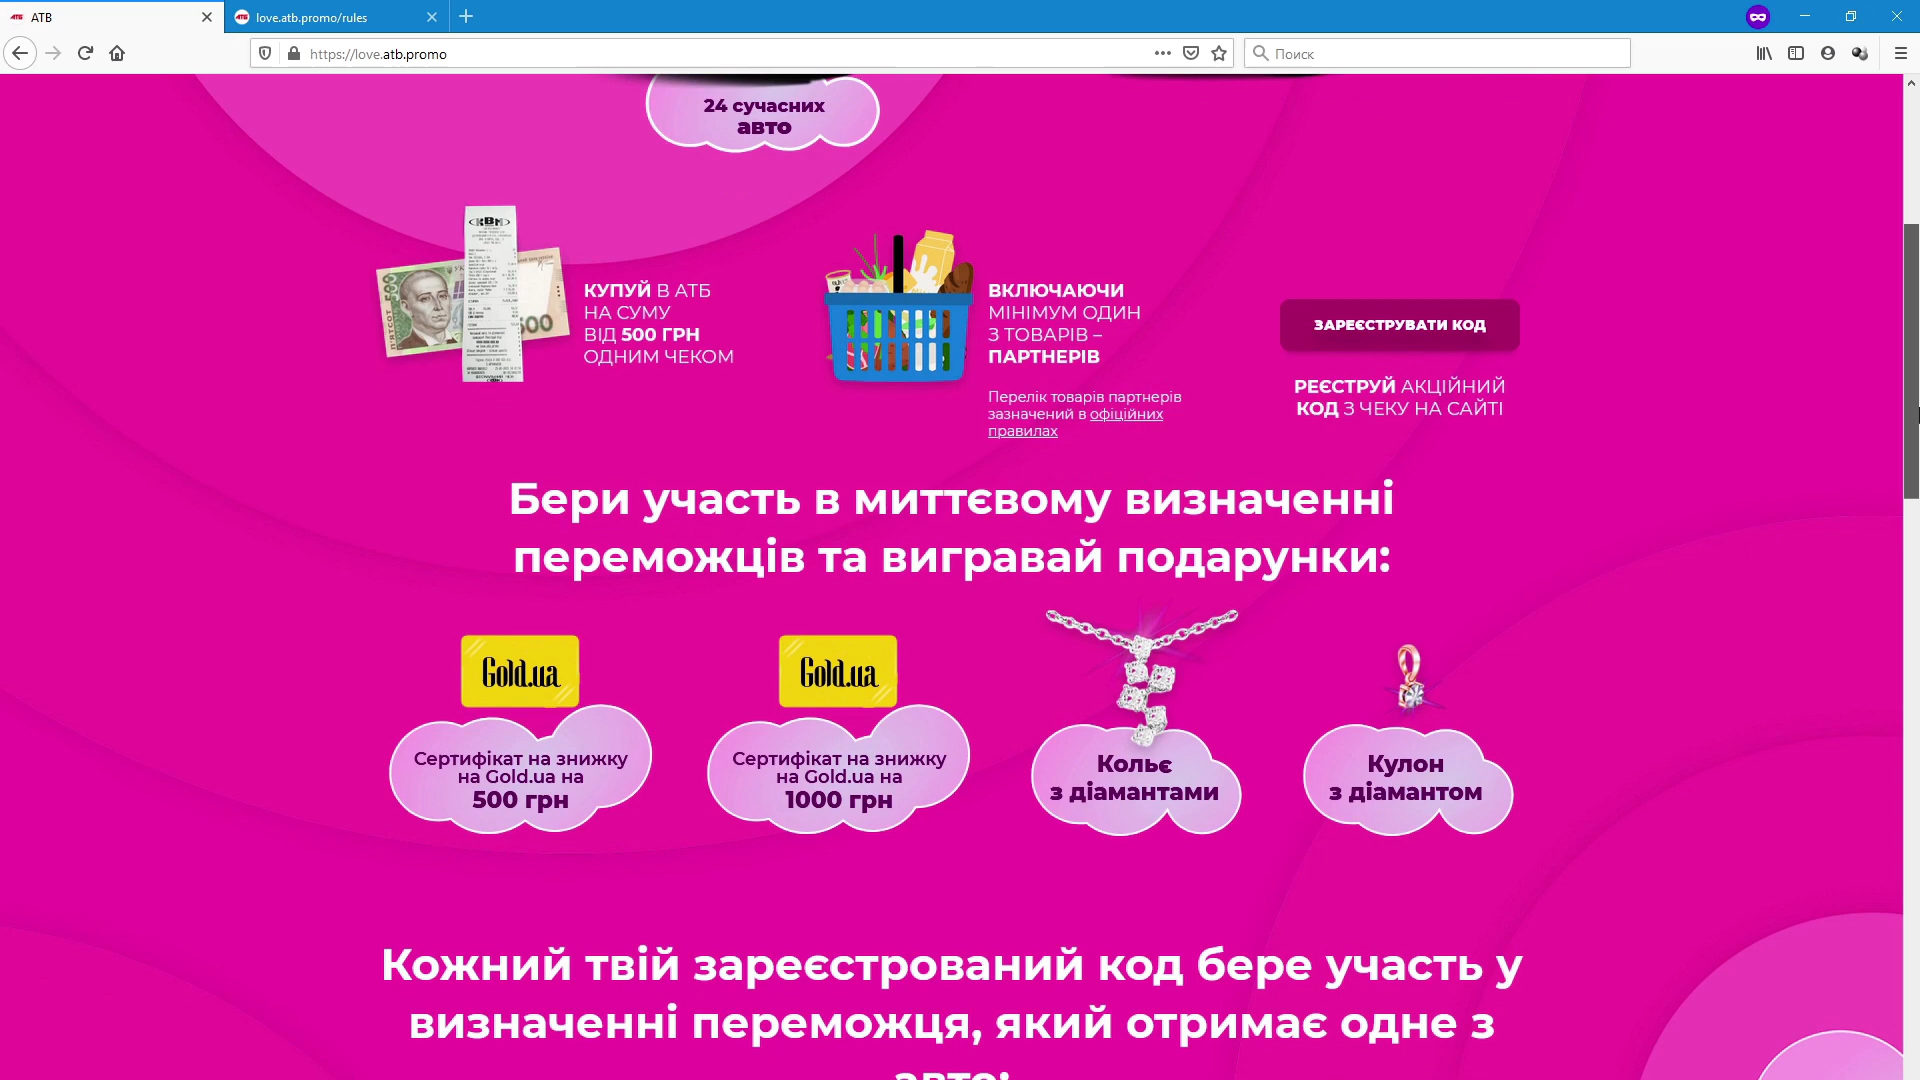 АТВ
love.atb.promo/rules
https://love.atb.promo
Поиск
24 сучасних
авто
КВМ
500
КУПУЙ В АТБ
НА СУМУ
ВІД 500 ГРН
ОДНИМ ЧЕКОМ
ВКЛЮЧАЮЧИ
МІНІМУМ ОДИН
З ТОВАРІВ –
ПАРТНЕРІВ
Перелік товарів партнерів
зазначений в офіційних
правилах
ЗАРЕЄСТРУВАТИ КОД
РЕЄСТРУЙ АКЦІЙНИЙ
КОД З ЧЕКУ НА САЙТІ
Бери участь в миттєвому визначенні
переможців та вигравай подарунки:
Gold.ua
Gold.ua
Сертифікат на знижку
на Gold.ua на
500 грн
Сертифікат на знижку
на Gold.ua на
1000 грн
Кольє
з діамантами
Кулон
з діамантом
Кожний твій зареєстрований код бере участь у
визначенні переможця, який отримає одне з
авто: